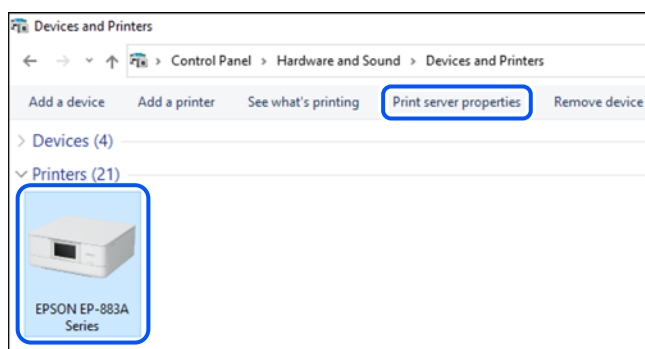 Devices and Printers
Control Panel > Hardware and Sound > Devices and Printers
Add a device Add a printer See what's printing Print server properties Remove device
Devices (4)
Printers (21)
EPSON EP-883A
Series